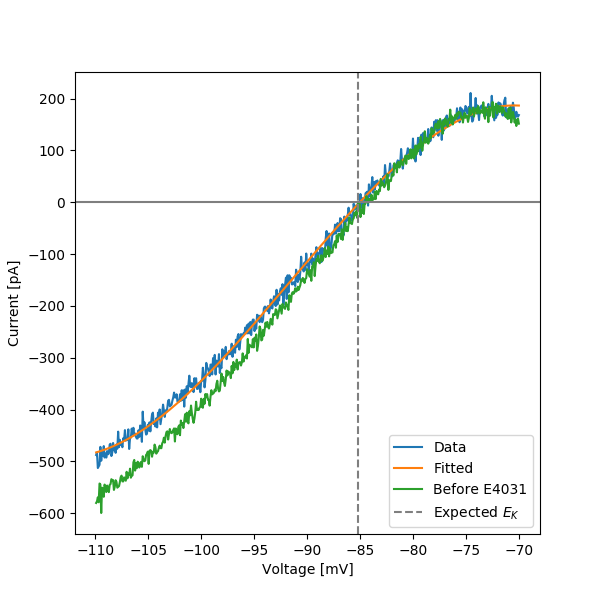 200
100
0
−100
−200
−300
−400
−500
−600
Current [pA]
Data
Fitted
Before E4031
Expected E_K
−110 −105 −100 −95 −90 −85 −80 −75 −70
Voltage [mV]